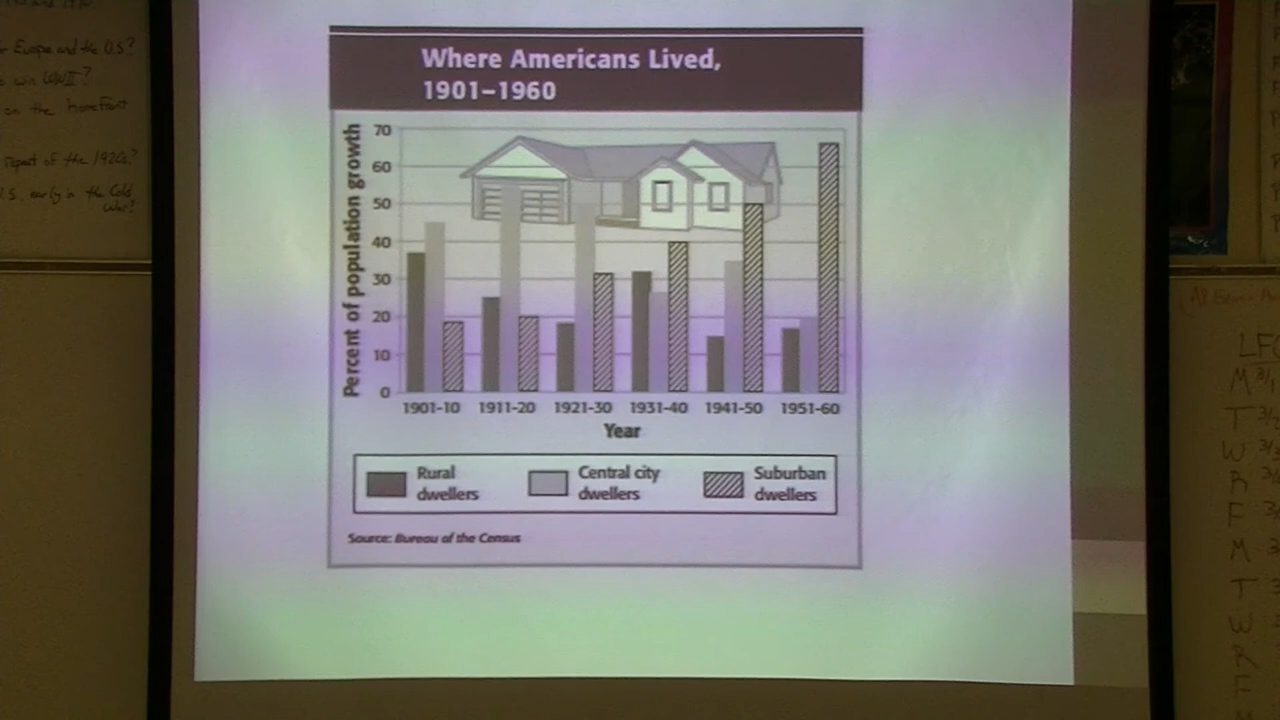 Europe and the U.S?
win WWII?
on the homefront
repeat of the 1920s?
U.S. early in the Cold
War?
Where Americans Lived,
1901–1960
Percent of population growth
70
60
50
40
30
20
10
0
1901-10 1911-20 1921-30 1931-40 1941-50 1951-60
Year
Rural
dwellers
Central city
dwellers
Suburban
dwellers
Source: Bureau of the Census
M
T
W
R
F
M
T
W
R
F